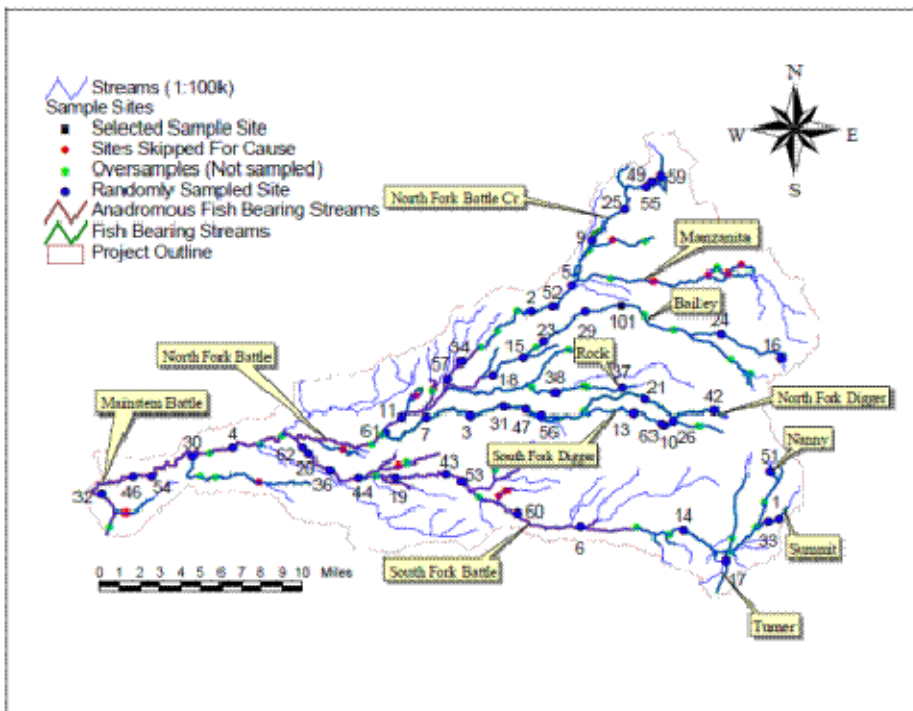 Streams (1:100k)
Sample Sites
Selected Sample Site
Sites Skipped For Cause
Oversamples (Not sampled)
Randomly Sampled Site
Anadromous Fish Bearing Streams
Fish Bearing Streams
Project Outline
N
W E
S
49
59
55
25
North Fork Battle Cr
9
Manzanita
5
52
2
Bailey
101
29
24
23
15
16
34
57
Rock
North Fork Battle
18
38
37
21
42
Mainstem Battle
11
North Fork Digger
30
4
61
7
3
31
47
56
13
63
10
26
South Fork Digger
Nanny
62
20
36
51
32
46
54
44
19
43
53
60
6
14
1
33
Summit
17
South Fork Battle
Turner
0 1 2 3 4 5 6 7 8 9 10 Miles